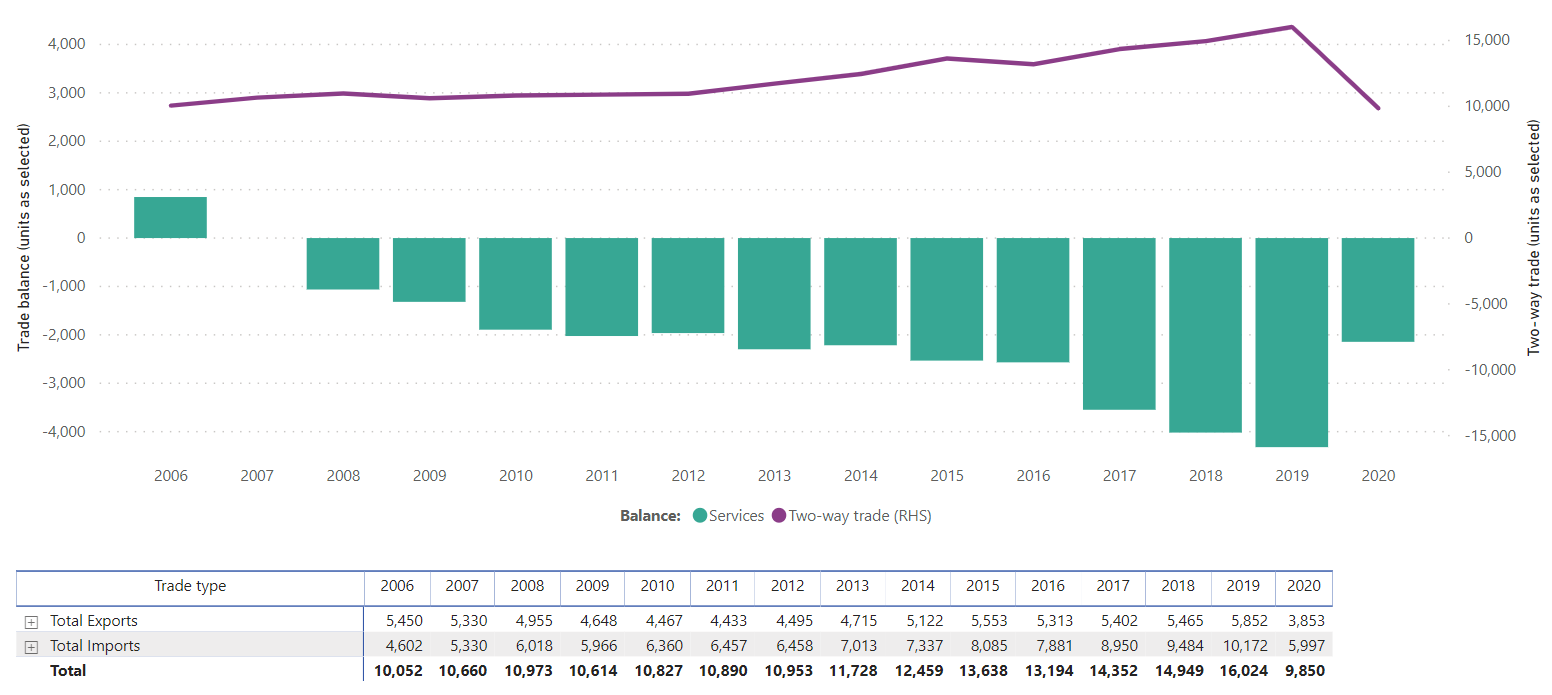 4,000
3,000
2,000
1,000
0
-1,000
-2,000
-3,000
-4,000
Trade balance (units as selected)
15,000
10,000
5,000
0
-5,000
-10,000
-15,000
Two-way trade (units as selected)
2006 2007 2008 2009 2010 2011 2012 2013 2014 2015 2016 2017 2018 2019 2020
Balance: Services Two-way trade (RHS)
Trade type 2006 2007 2008 2009 2010 2011 2012 2013 2014 2015 2016 2017 2018 2019 2020
Total Exports 5,450 5,330 4,955 4,648 4,467 4,433 4,495 4,715 5,122 5,553 5,313 5,402 5,465 5,852 3,853
Total Imports 4,602 5,330 6,018 5,966 6,360 6,457 6,458 7,013 7,337 8,085 7,881 8,950 9,484 10,172 5,997
Total 10,052 10,660 10,973 10,614 10,827 10,890 10,953 11,728 12,459 13,638 13,194 14,352 14,949 16,024 9,850